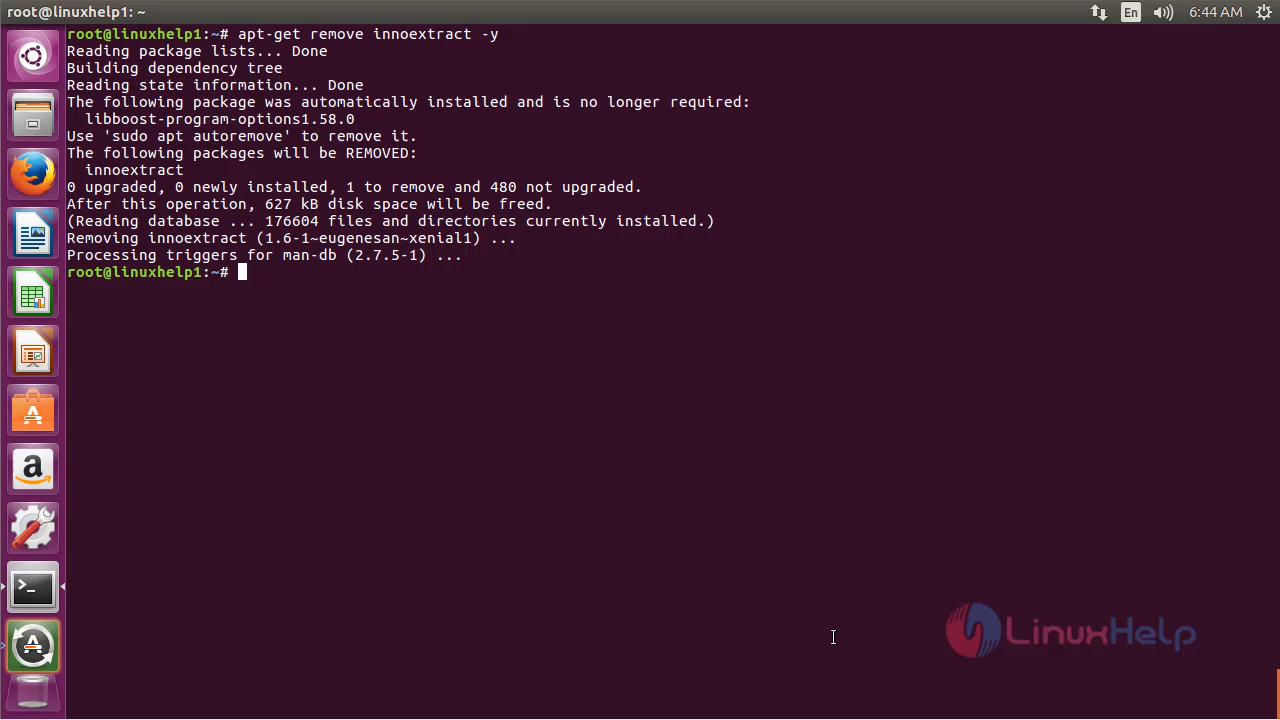 root@linuxhelp1: ~
En
6:44 AM
root@linuxhelp1:~# apt-get remove innoextract -y
Reading package lists... Done
Building dependency tree
Reading state information... Done
The following package was automatically installed and is no longer required:
  libboost-program-options1.58.0
Use 'sudo apt autoremove' to remove it.
The following packages will be REMOVED:
  innoextract
0 upgraded, 0 newly installed, 1 to remove and 480 not upgraded.
After this operation, 627 kB disk space will be freed.
(Reading database ... 176604 files and directories currently installed.)
Removing innoextract (1.6-1~eugenesan~xenial1) ...
Processing triggers for man-db (2.7.5-1) ...
root@linuxhelp1:~#
LinuxHelp